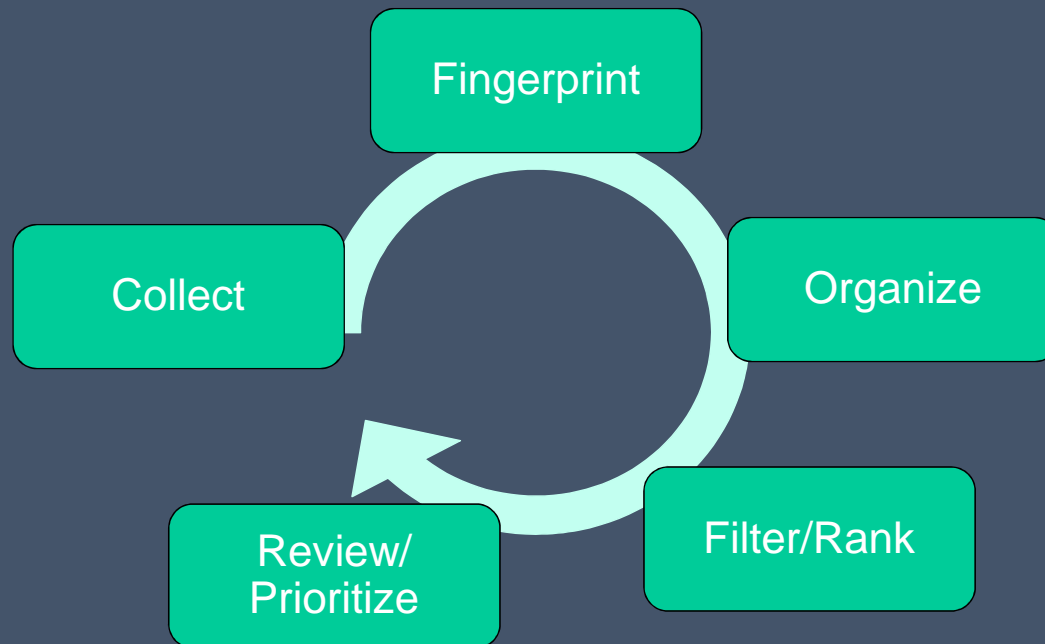 Fingerprint
Collect
Organize
Filter/Rank
Review/
Prioritize